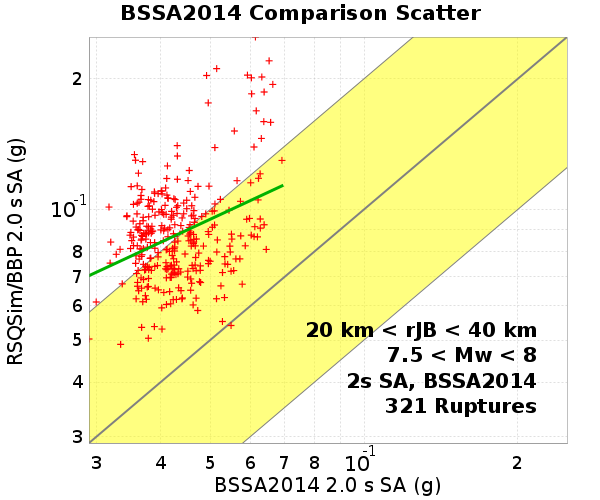 BSSA2014 Comparison Scatter
RSQSim/BBP 2.0 s SA (g)
2
10⁻¹
8
7
6
5
4
3
20 km < rJB < 40 km
7.5 < Mw < 8
2s SA, BSSA2014
321 Ruptures
3 4 5 6 7 8 10⁻¹ 2
BSSA2014 2.0 s SA (g)